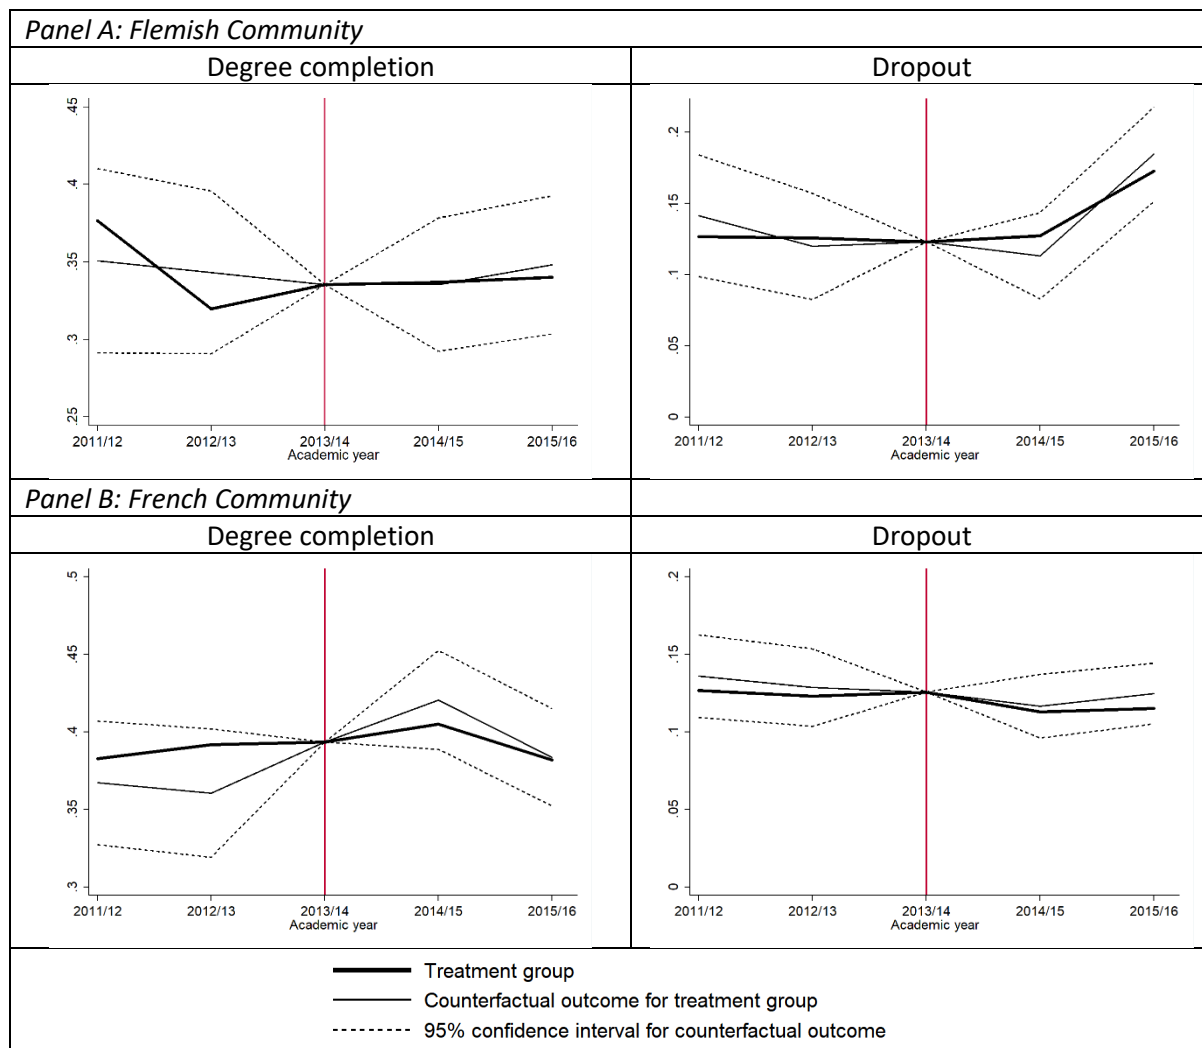 Panel A: Flemish Community
Degree completion
Dropout
.45
.4
.35
.3
.25
2011/12 2012/13 2013/14 2014/15 2015/16
Academic year
.2
.15
.1
.05
0
2011/12 2012/13 2013/14 2014/15 2015/16
Academic year
Panel B: French Community
Degree completion
Dropout
.5
.45
.4
.35
.3
2011/12 2012/13 2013/14 2014/15 2015/16
Academic year
.2
.15
.1
.05
0
2011/12 2012/13 2013/14 2014/15 2015/16
Academic year
Treatment group
Counterfactual outcome for treatment group
95% confidence interval for counterfactual outcome